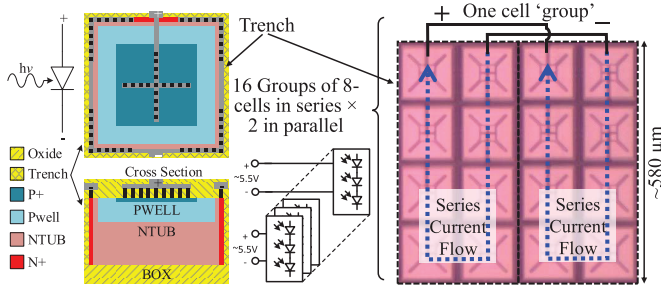 +
hν
-
Oxide
Trench
P+
Pwell
NTUB
N+
Cross Section
PWELL
NTUB
BOX
Trench
16 Groups of 8-
cells in series ×
2 in parallel
+
~5.5V
-
+
~5.5V
-
One cell ‘group’
+
–
Series
Current
Flow
Series
Current
Flow
~580 μm